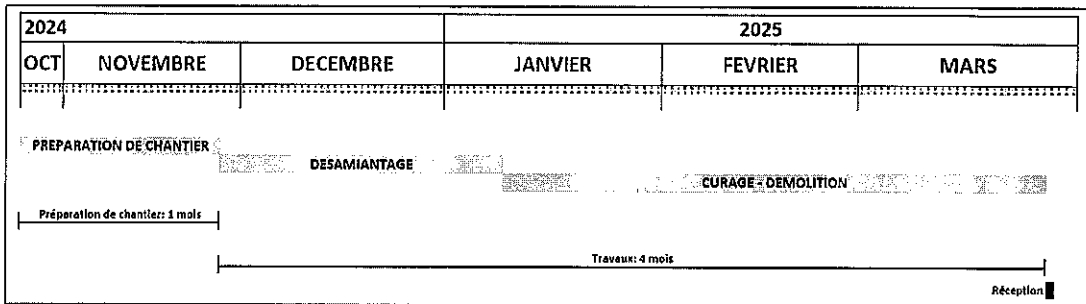 2024 2025
OCT NOVEMBRE DECEMBRE JANVIER FEVRIER MARS
PREPARATION DE CHANTIER
DESAMIANTAGE
CURAGE - DEMOLITION
Préparation de chantier: 1 mois
Travaux: 4 mois
Réception